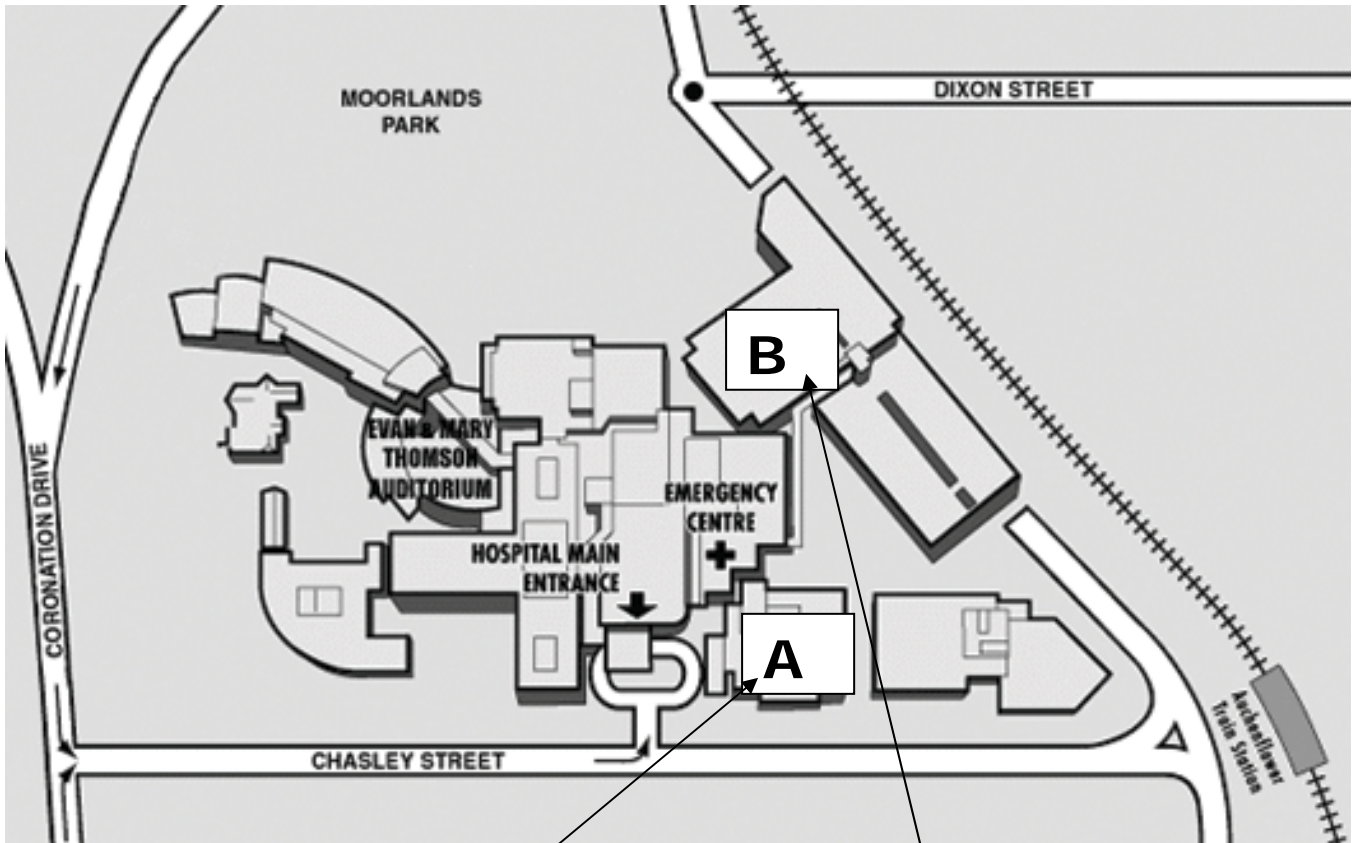 MOORLANDS
PARK
DIXON STREET
B
EVAN & MARY
THOMSON
AUDITORIUM
EMERGENCY
CENTRE
HOSPITAL MAIN
ENTRANCE
A
CORONATION DRIVE
CHASLEY STREET
Auchenflower
Train Station